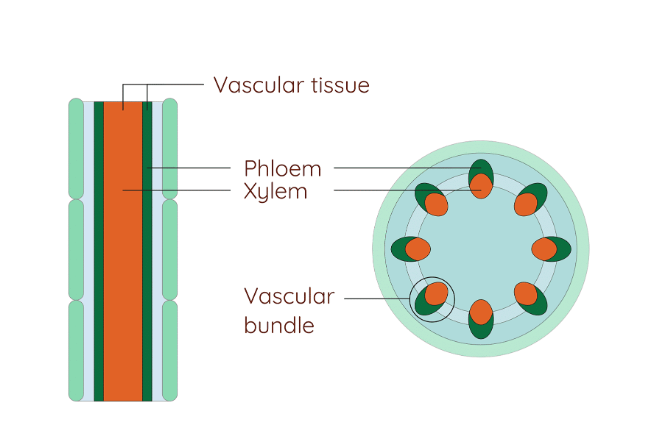 Vascular tissue
Phloem
Xylem
Vascular
bundle